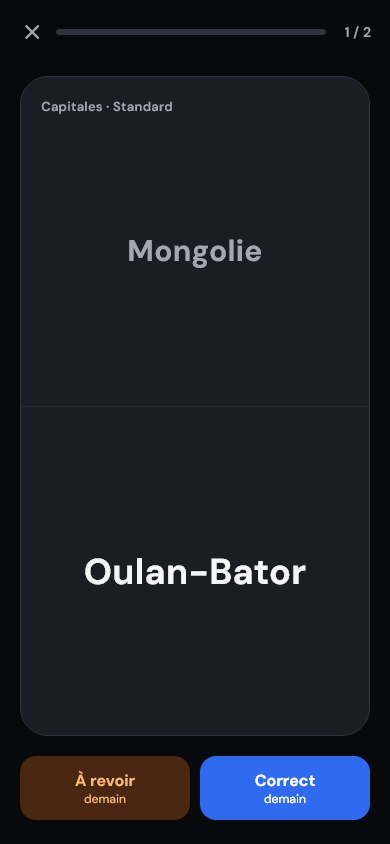 1 / 2
Capitales · Standard
Mongolie
Oulan-Bator
À revoir
demain
Correct
demain